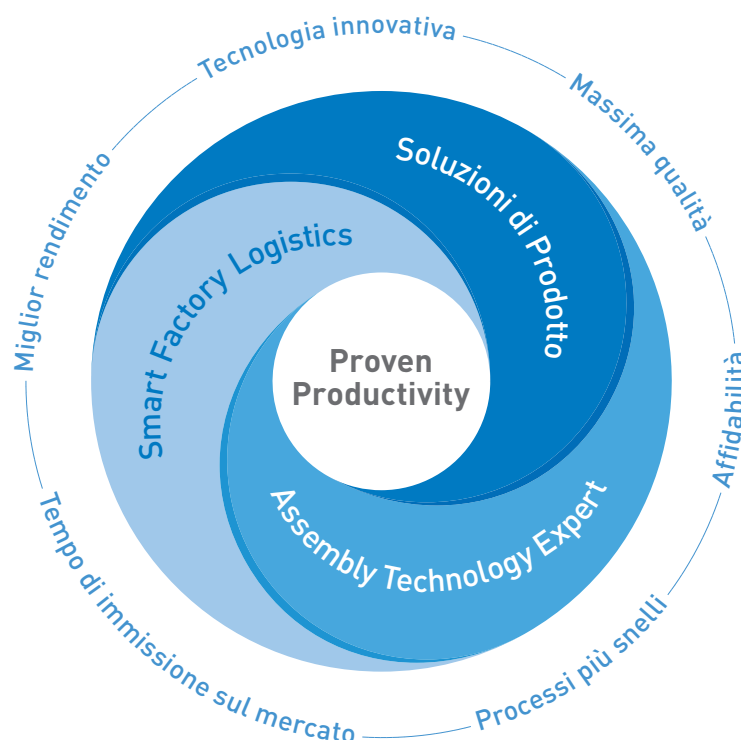 Tecnologia innovativa
Massima qualità
Affidabilità
Processi più snelli
Tempo di immissione sul mercato
Miglior rendimento
Soluzioni di Prodotto
Assembly Technology Expert
Smart Factory Logistics
Proven
Productivity